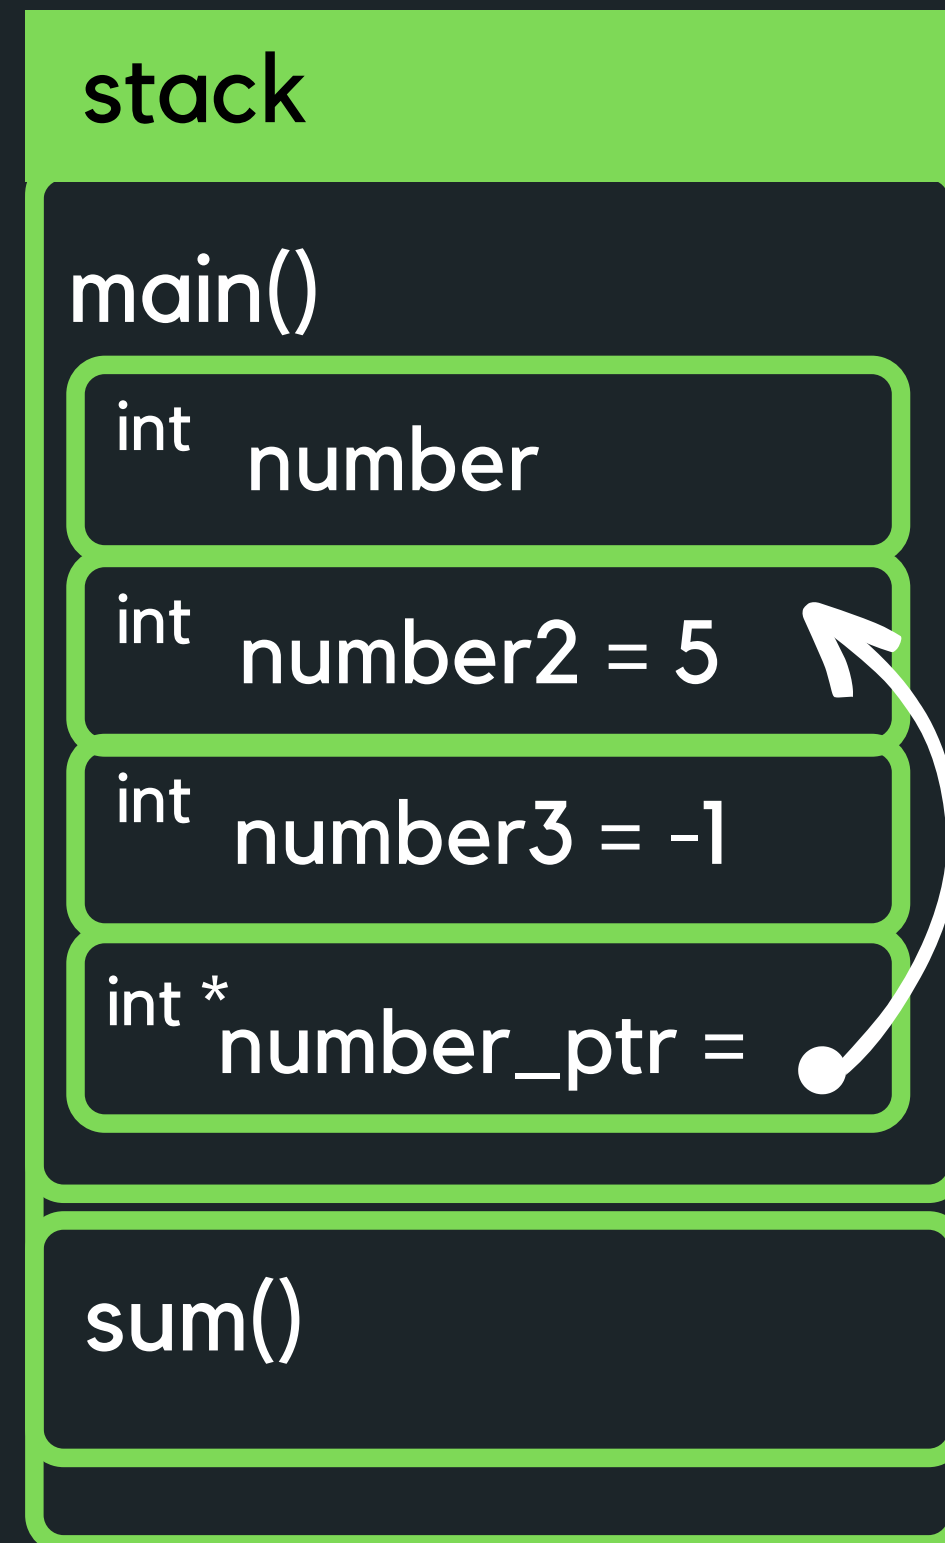 stack
main()
int number
int number2 = 5
int number3 = -1
int * number_ptr =
sum()